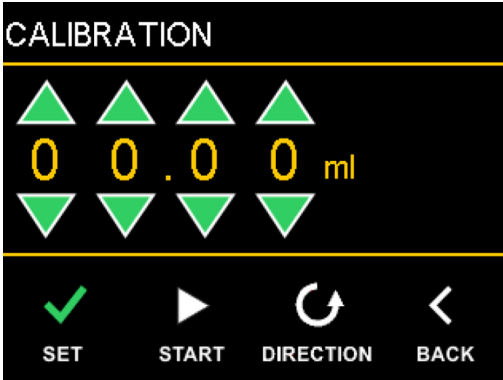 CALIBRATION
0 0 . 0 0 ml
SET START DIRECTION BACK